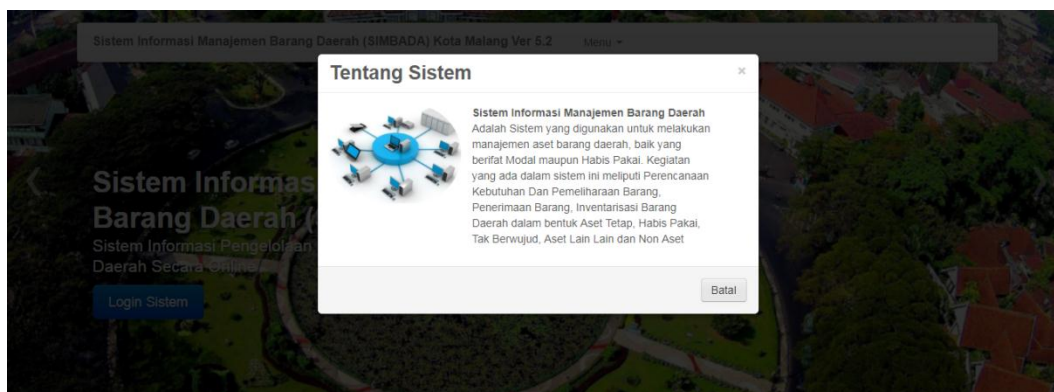 Sistem Informasi Manajemen Barang Daerah (SIMBADA) Kota Malang Ver 5.2 Menu
Tentang Sistem ×
Sistem Informasi Manajemen Barang Daerah
Adalah Sistem yang digunakan untuk melakukan
manajemen aset barang daerah, baik yang
berifat Modal maupun Habis Pakai. Kegiatan
yang ada dalam sistem ini meliputi Perencanaan
Kebutuhan Dan Pemeliharaan Barang,
Penerimaan Barang, Inventarisasi Barang
Daerah dalam bentuk Aset Tetap, Habis Pakai,
Tak Berwujud, Aset Lain Lain dan Non Aset
Batal
Sistem Informas
Barang Daerah (
Sistem Informasi Pengelolaan
Daerah Secara Online
Login Sistem